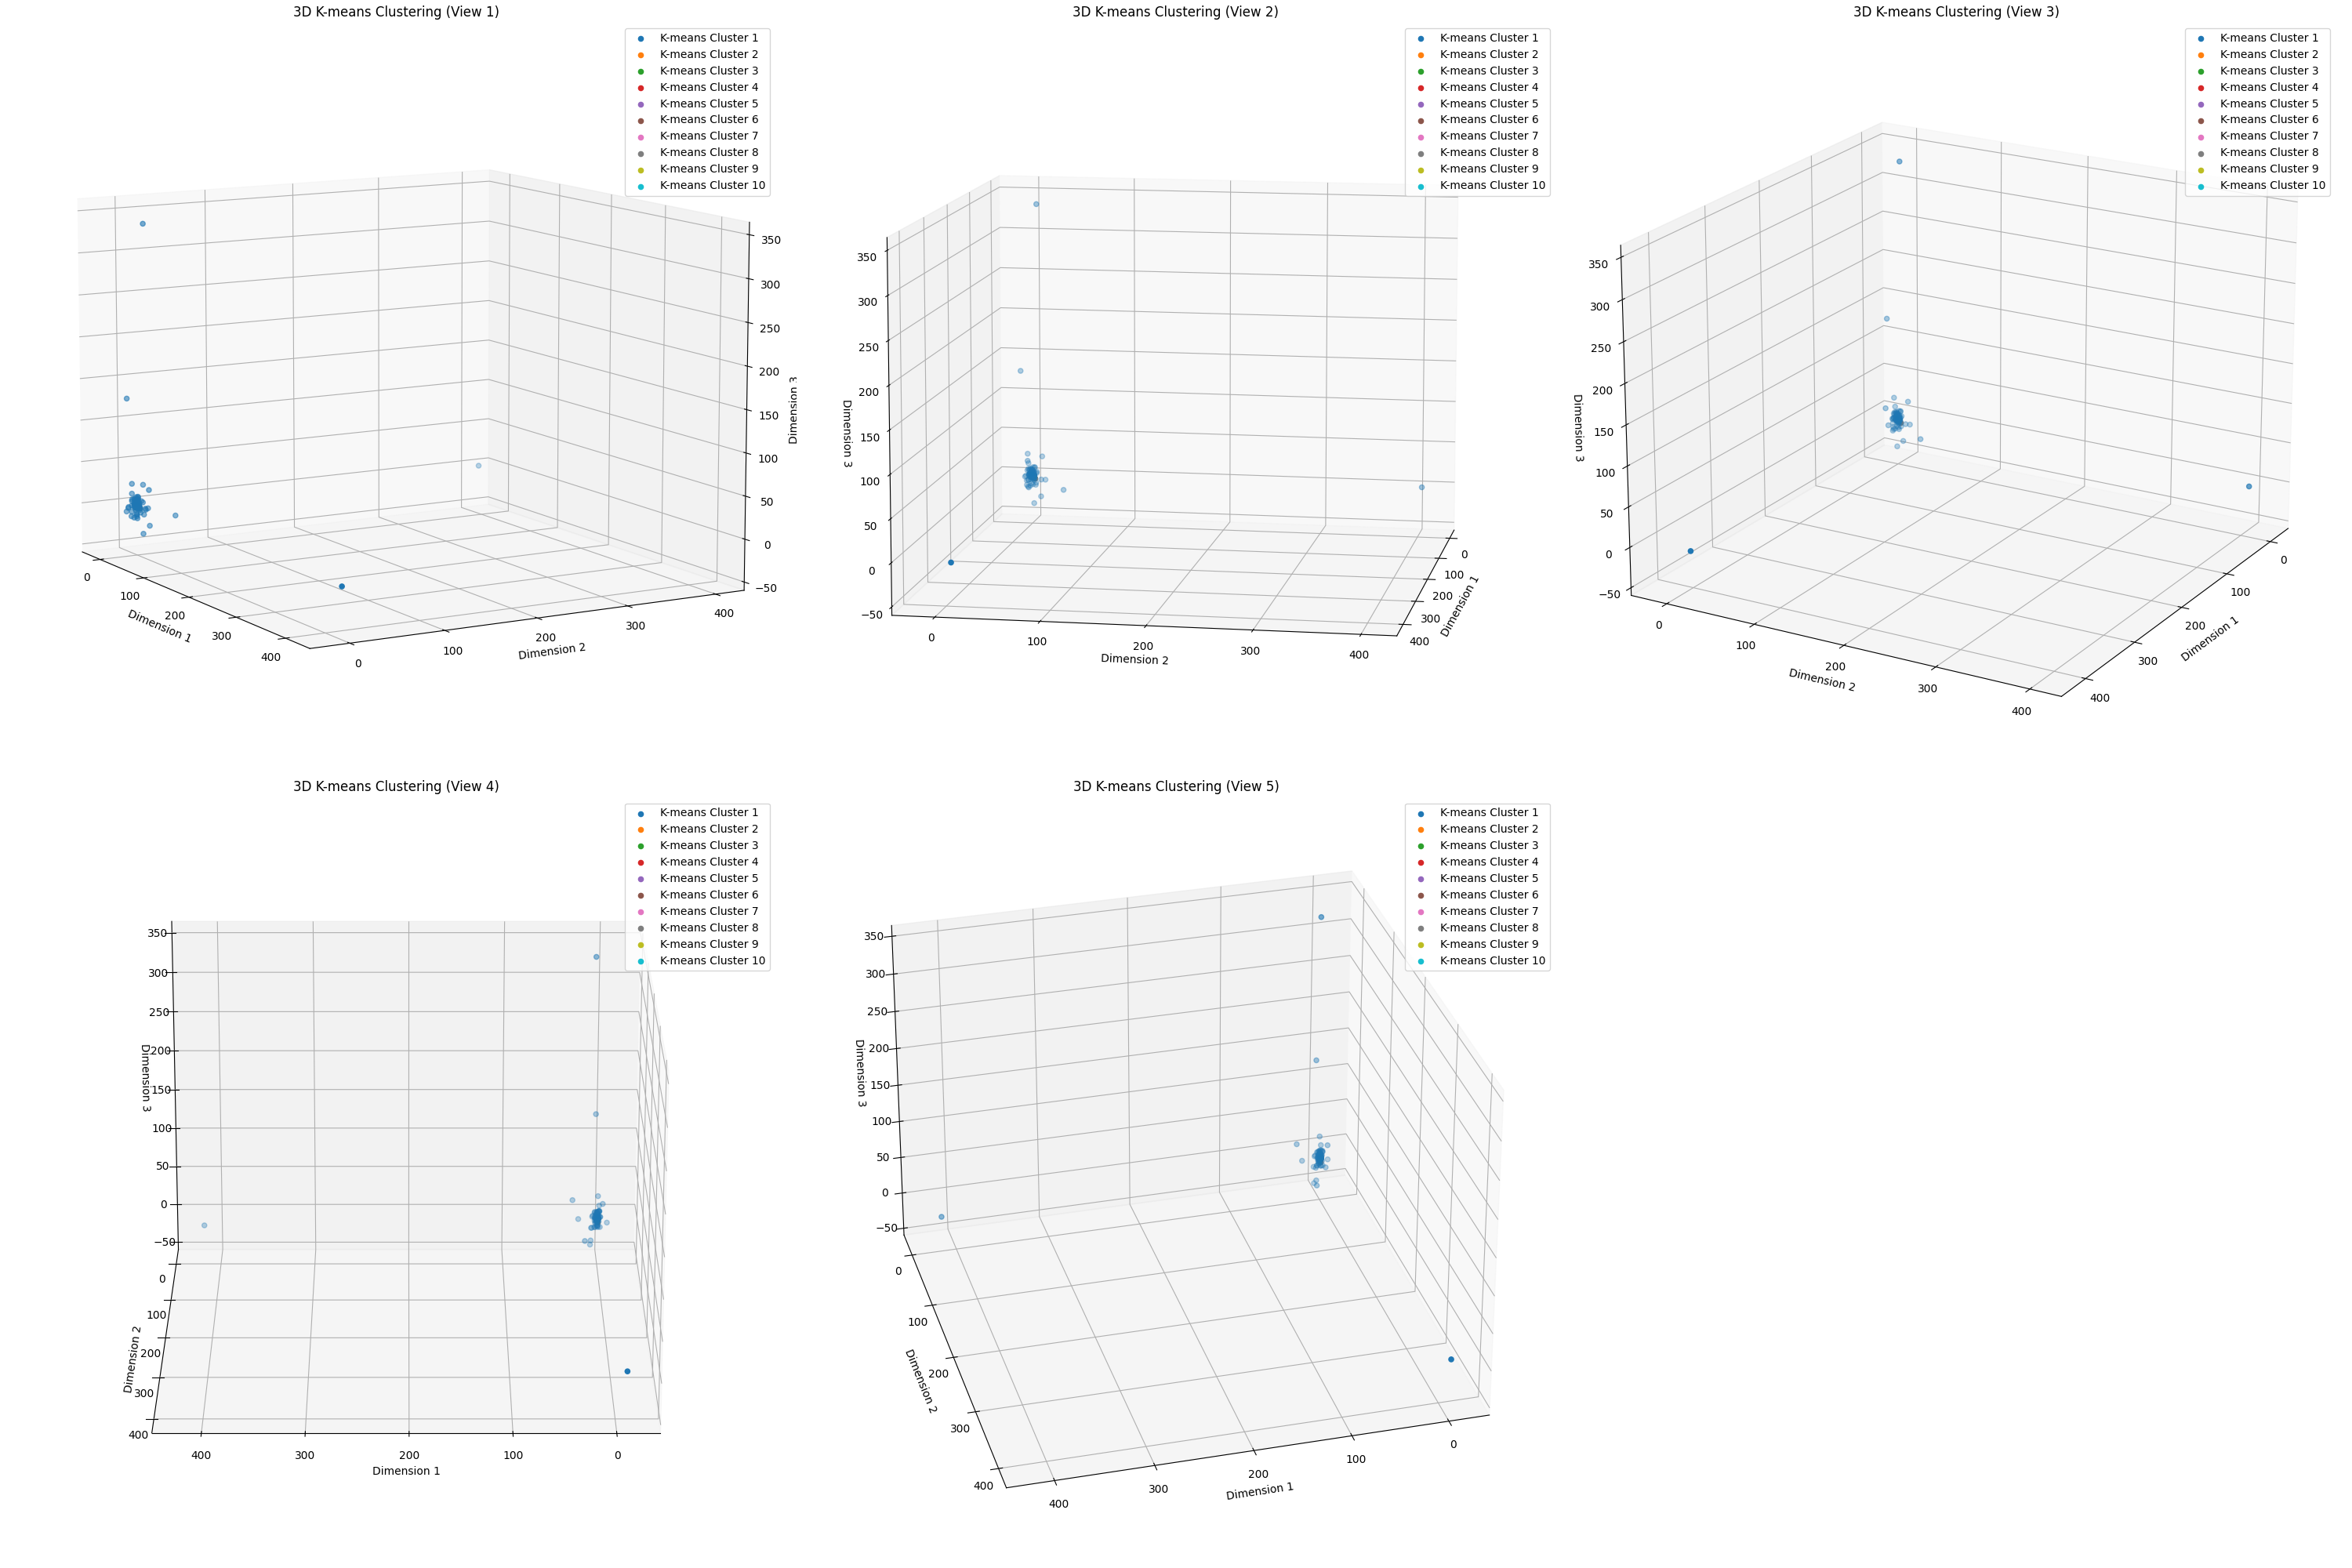 3D K-means Clustering (View 1)
K-means Cluster 1
K-means Cluster 2
K-means Cluster 3
K-means Cluster 4
K-means Cluster 5
K-means Cluster 6
K-means Cluster 7
K-means Cluster 8
K-means Cluster 9
K-means Cluster 10
350
300
250
200
150
100
50
0
−50
Dimension 3
0
100
200
300
400
Dimension 1
0
100
200
300
400
Dimension 2
3D K-means Clustering (View 2)
K-means Cluster 1
K-means Cluster 2
K-means Cluster 3
K-means Cluster 4
K-means Cluster 5
K-means Cluster 6
K-means Cluster 7
K-means Cluster 8
K-means Cluster 9
K-means Cluster 10
350
300
250
200
150
100
50
0
−50
Dimension 3
0
100
200
300
400
Dimension 2
0
100
200
300
400
Dimension 1
3D K-means Clustering (View 3)
K-means Cluster 1
K-means Cluster 2
K-means Cluster 3
K-means Cluster 4
K-means Cluster 5
K-means Cluster 6
K-means Cluster 7
K-means Cluster 8
K-means Cluster 9
K-means Cluster 10
350
300
250
200
150
100
50
0
−50
Dimension 3
0
100
200
300
400
Dimension 2
0
100
200
300
400
Dimension 1
3D K-means Clustering (View 4)
K-means Cluster 1
K-means Cluster 2
K-means Cluster 3
K-means Cluster 4
K-means Cluster 5
K-means Cluster 6
K-means Cluster 7
K-means Cluster 8
K-means Cluster 9
K-means Cluster 10
350
300
250
200
150
100
50
0
−50
Dimension 3
0
100
200
300
400
Dimension 2
400
300
200
100
0
Dimension 1
3D K-means Clustering (View 5)
K-means Cluster 1
K-means Cluster 2
K-means Cluster 3
K-means Cluster 4
K-means Cluster 5
K-means Cluster 6
K-means Cluster 7
K-means Cluster 8
K-means Cluster 9
K-means Cluster 10
350
300
250
200
150
100
50
0
−50
Dimension 3
0
100
200
300
400
Dimension 2
400
300
200
100
0
Dimension 1